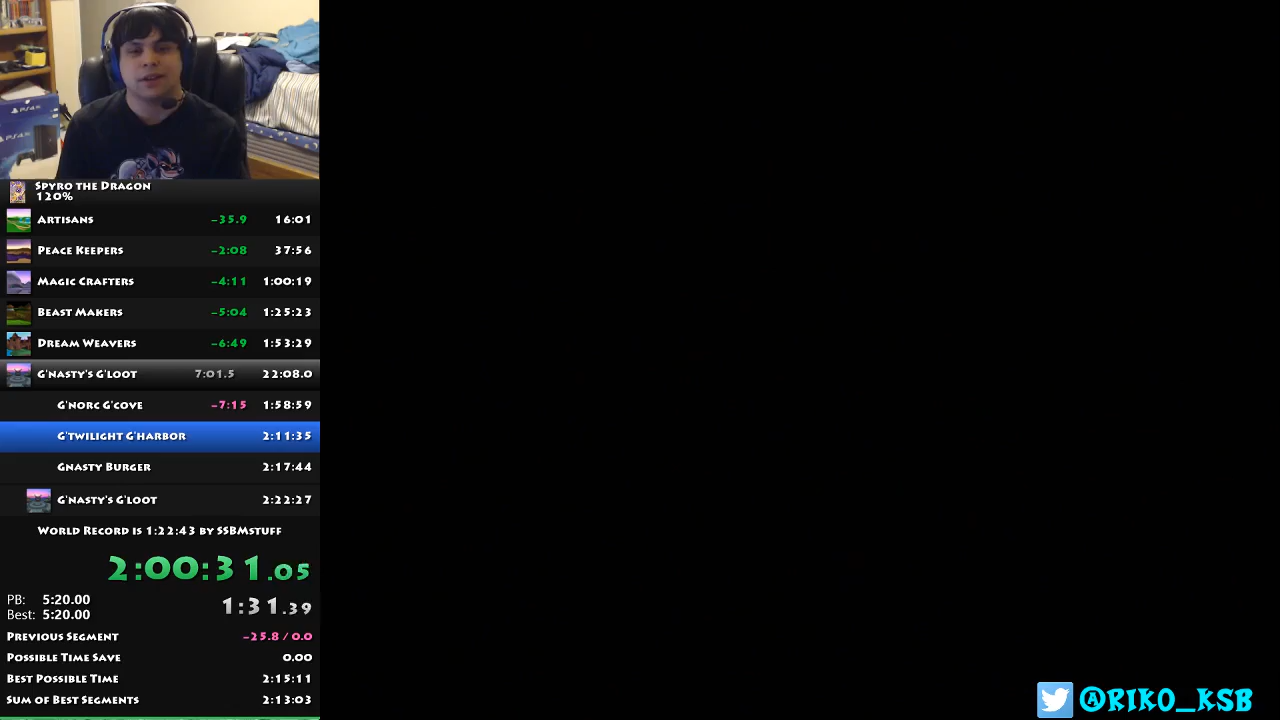 SPYRO THE DRAGON
120%
ARTISANS -35.9 16:01
PEACE KEEPERS -2:08 37:56
MAGIC CRAFTERS -4:11 1:00:19
BEAST MAKERS -5:04 1:25:23
DREAM WEAVERS -6:49 1:53:29
G'NASTY'S G'LOOT 7:01.5 22:08.0
G'NORC G'COVE -7:15 1:58:59
G'TWILIGHT G'HARBOR 2:11:35
GNASTY BURGER 2:17:44
G'NASTY'S G'LOOT 2:22:27
WORLD RECORD IS 1:22:43 BY SSBMSTUFF
2:00:31.05
PB: 5:20.00
Best: 5:20.00
1:31.39
PREVIOUS SEGMENT -25.8 / 0.0
POSSIBLE TIME SAVE 0.00
BEST POSSIBLE TIME 2:15:11
SUM OF BEST SEGMENTS 2:13:03
@RIKO_KSB